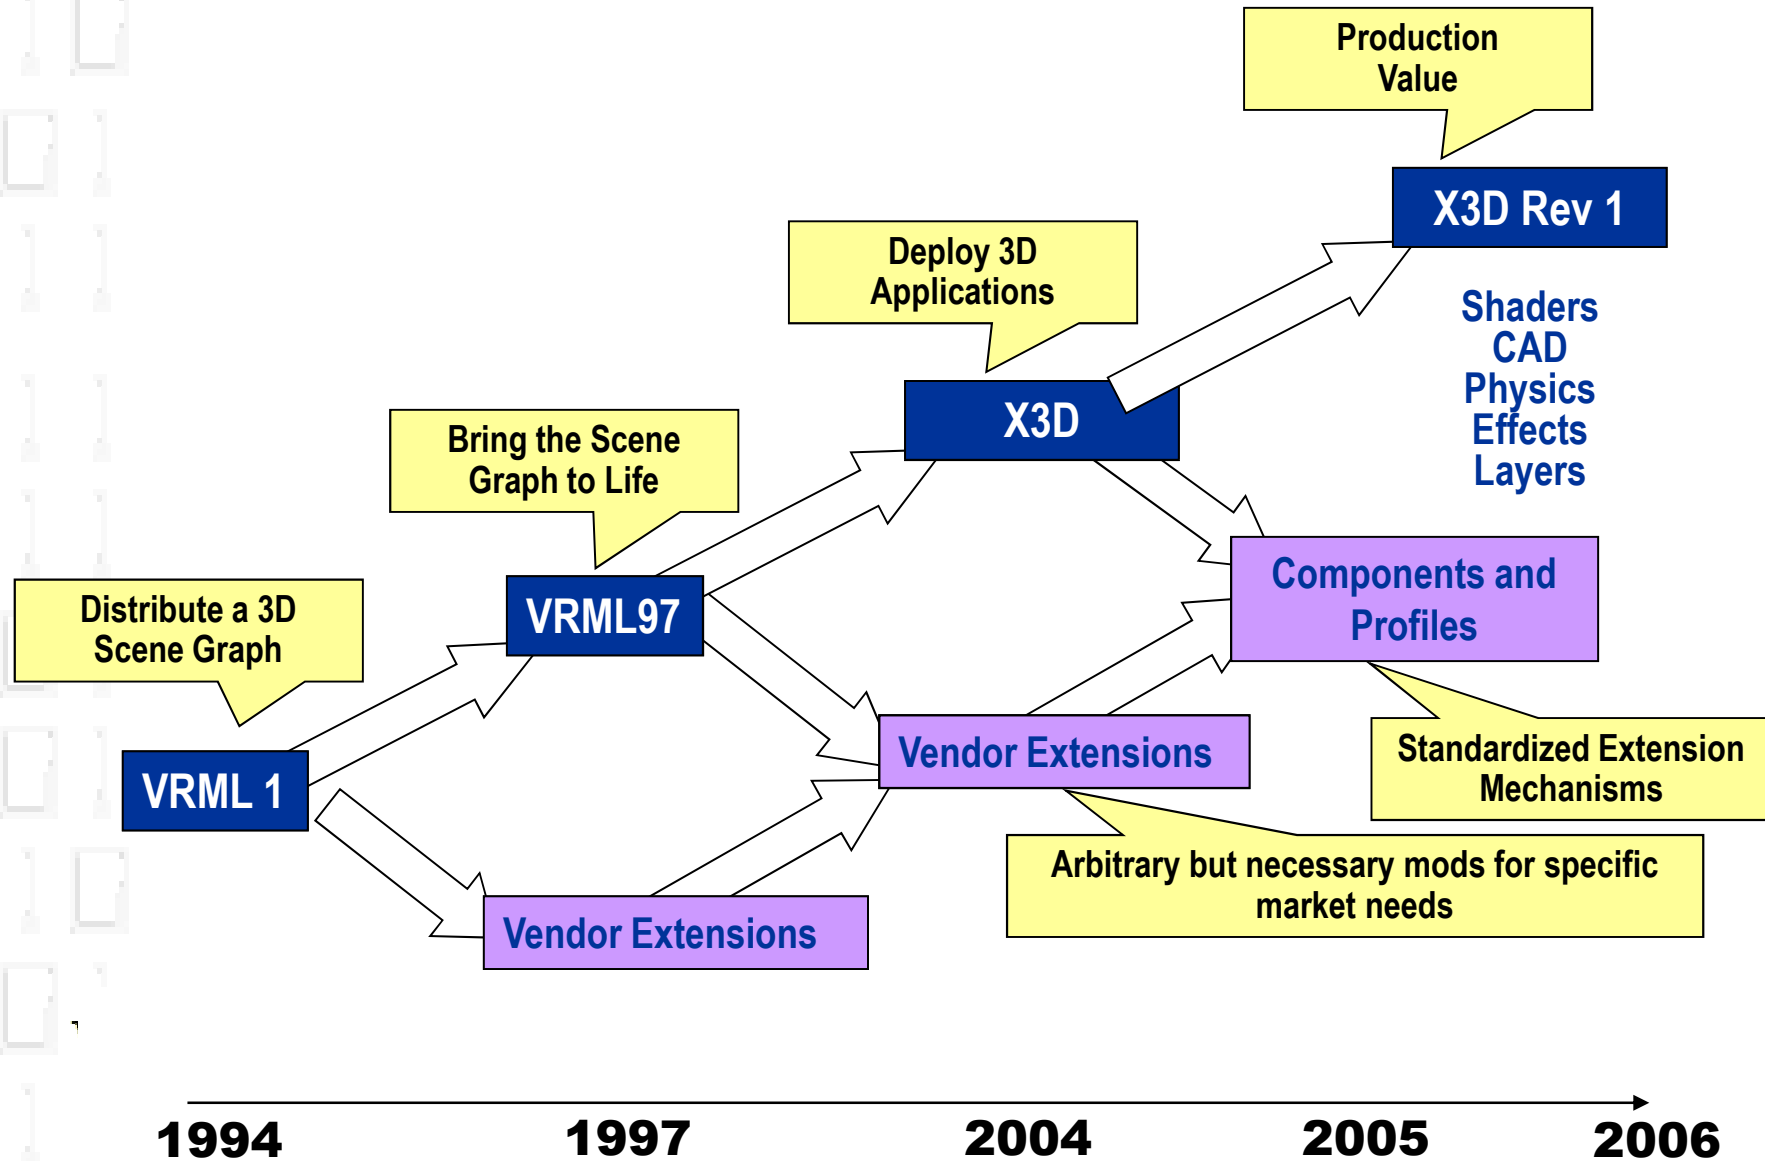 Production
Value
X3D Rev 1
Deploy 3D
Applications
Shaders
CAD
Physics
Effects
Layers
X3D
Bring the Scene
Graph to Life
Components and
Profiles
VRML97
Distribute a 3D
Scene Graph
Vendor Extensions
Standardized Extension
Mechanisms
VRML 1
Arbitrary but necessary mods for specific
market needs
Vendor Extensions
1994 1997 2004 2005 2006